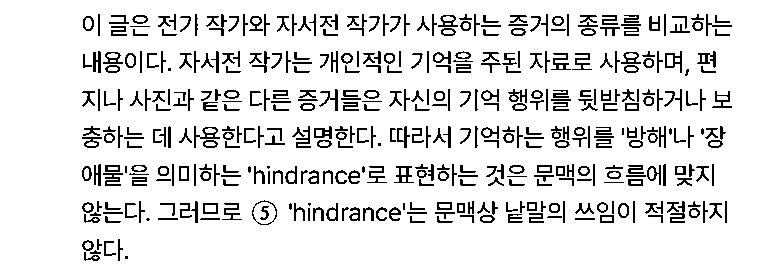 이 글은 전기 작가와 자서전 작가가 사용하는 증거의 종류를 비교하는
내용이다. 자서전 작가는 개인적인 기억을 주된 자료로 사용하며, 편
지나 사진과 같은 다른 증거들은 자신의 기억 행위를 뒷받침하거나 보
충하는 데 사용한다고 설명한다. 따라서 기억하는 행위를 '방해'나 '장
애물'을 의미하는 'hindrance'로 표현하는 것은 문맥의 흐름에 맞지
않는다. 그러므로 ⑤ 'hindrance'는 문맥상 낱말의 쓰임이 적절하지
않다.